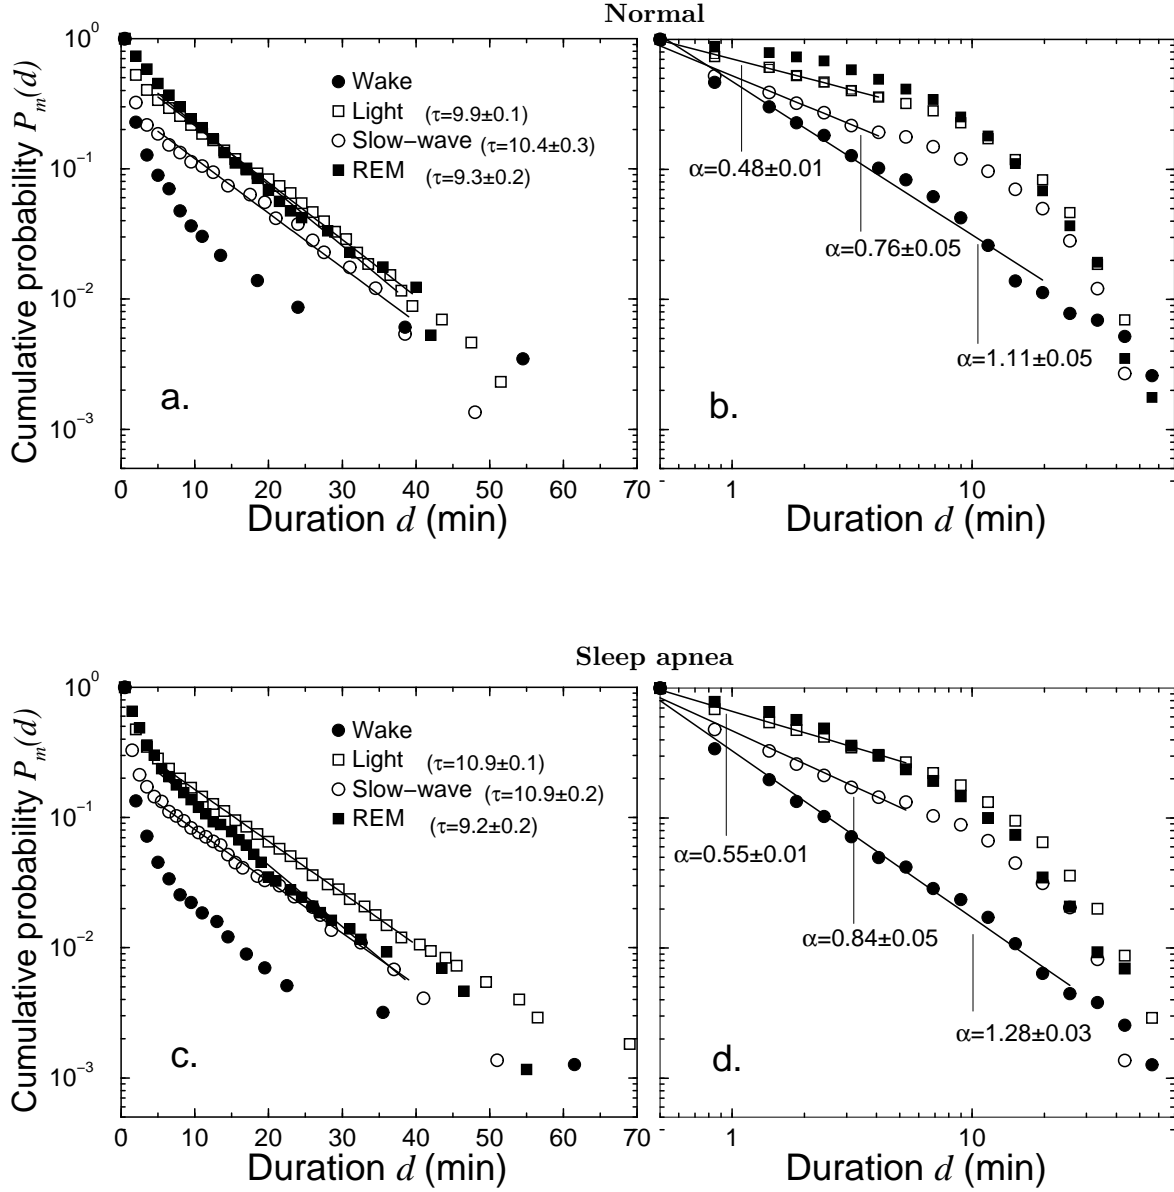 Normal
Cumulative probability P_m(d)
10^0
10^-1
10^-2
10^-3
Wake
Light (τ=9.9±0.1)
Slow−wave (τ=10.4±0.3)
REM (τ=9.3±0.2)
a.
0 10 20 30 40 50 60 70
Duration d (min)
α=0.48±0.01
α=0.76±0.05
α=1.11±0.05
b.
1 10
Duration d (min)
Sleep apnea
Cumulative probability P_m(d)
10^0
10^-1
10^-2
10^-3
Wake
Light (τ=10.9±0.1)
Slow−wave (τ=10.9±0.2)
REM (τ=9.2±0.2)
c.
0 10 20 30 40 50 60 70
Duration d (min)
α=0.55±0.01
α=0.84±0.05
α=1.28±0.03
d.
1 10
Duration d (min)